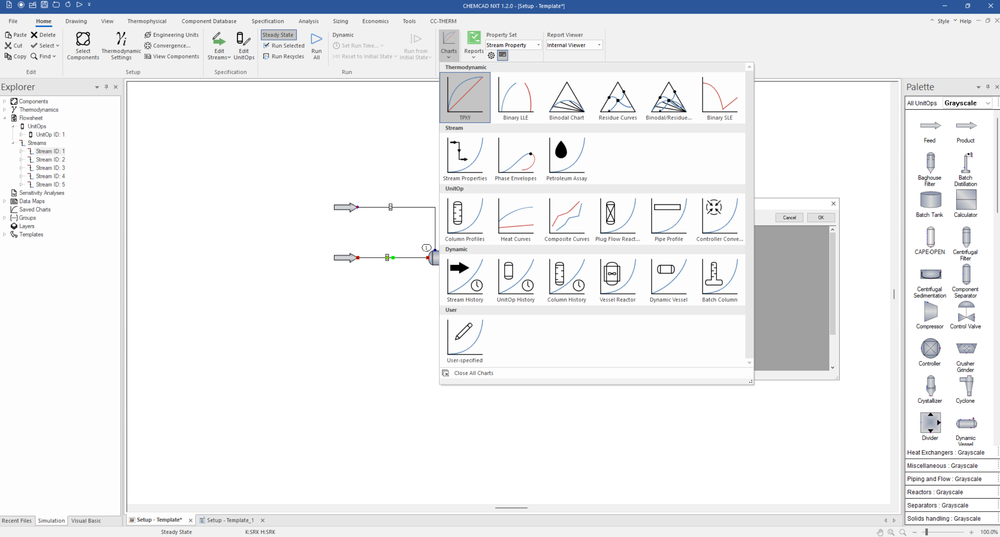 CHEMCAD NXT 1.2.0 - [Setup - Template*]
File Home Drawing View Thermophysical Component Database Specification Analysis Sizing Economics Tools CC-THERM Style Help
Paste Delete
Cut Select
Copy Find
Edit
Select Components
Thermodynamic Settings
Engineering Units
Convergence...
View Components
Setup
Edit Streams
Edit UnitOps
Specification
Steady State
Run Selected
Run Recycles
Run All
Dynamic
Set Run Time...
Reset to Initial State
Run from Initial State
Run
Charts
Reports
Property Set
Stream Property
Report Viewer
Internal Viewer
Explorer
Components
Thermodynamics
Flowsheet
UnitOps
UnitOp ID: 1
Streams
Stream ID: 1
Stream ID: 2
Stream ID: 3
Stream ID: 4
Stream ID: 5
Sensitivity Analyses
Data Maps
Saved Charts
Groups
Layers
Templates
Recent Files Simulation Visual Basic
2
1
Thermodynamic
TPXY Binary LLE Binodal Chart Residue Curves Binodal/Residue... Binary SLE
Stream
Stream Properties Phase Envelopes Petroleum Assay
UnitOp
Column Profiles Heat Curves Composite Curves Plug Flow React... Pipe Profile Controller Conve...
Dynamic
Stream History UnitOp History Column History Vessel Reactor Dynamic Vessel Batch Column
User
User-specified
Close All Charts
Cancel OK
Palette
All UnitOps Grayscale
Feed Product
Baghouse Filter
Batch Distillation
Batch Tank Calculator
CAPE-OPEN
Centrifugal Filter
Centrifugal Sedimentation
Component Separator
Compressor Control Valve
Controller
Crusher Grinder
Crystallizer Cyclone
Divider
Dynamic Vessel
Heat Exchangers : Grayscale
Miscellaneous : Grayscale
Piping and Flow : Grayscale
Reactors : Grayscale
Separators : Grayscale
Solids handling : Grayscale
Setup - Template* Setup - Template_1
Steady State K:SRK H:SRK 100.0%